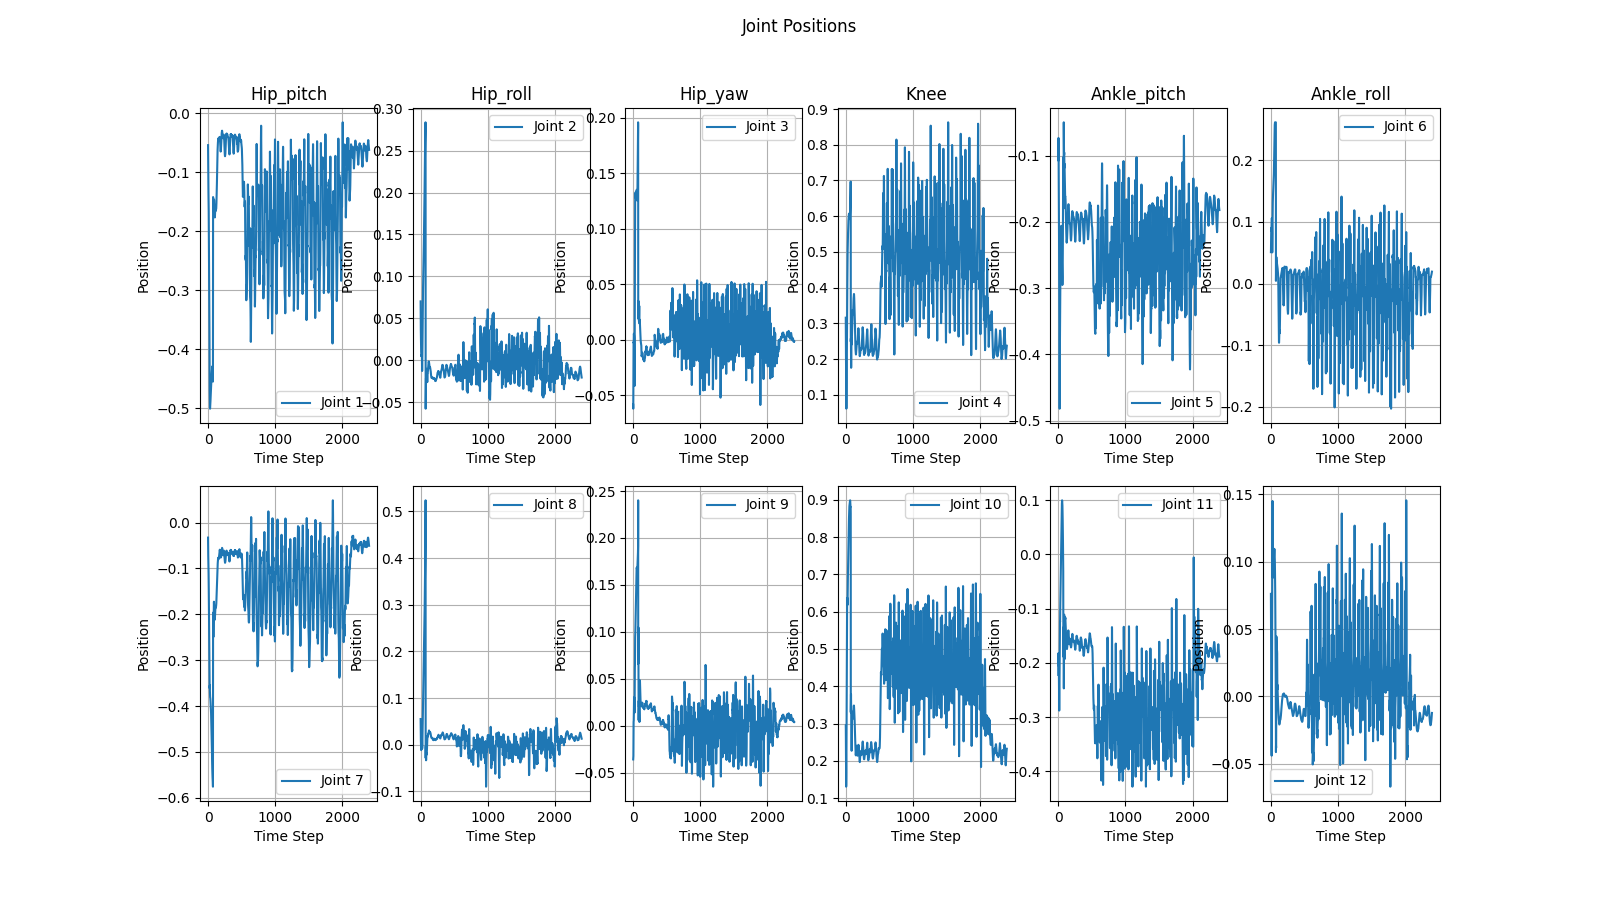 Joint Positions
Hip_pitch Hip_roll Hip_yaw Knee Ankle_pitch Ankle_roll
Position
0.0
−0.1
−0.2
−0.3
−0.4
−0.5
Joint 1
0 1000 2000
Time Step
Position
0.30
0.25
0.20
0.15
0.10
0.05
0.00
−0.05
Joint 2
0 1000 2000
Time Step
Position
0.20
0.15
0.10
0.05
0.00
−0.05
Joint 3
0 1000 2000
Time Step
Position
0.9
0.8
0.7
0.6
0.5
0.4
0.3
0.2
0.1
Joint 4
0 1000 2000
Time Step
Position
−0.1
−0.2
−0.3
−0.4
−0.5
Joint 5
0 1000 2000
Time Step
Position
0.2
0.1
0.0
−0.1
−0.2
Joint 6
0 1000 2000
Time Step
Position
0.0
−0.1
−0.2
−0.3
−0.4
−0.5
−0.6
Joint 7
0 1000 2000
Time Step
Position
0.5
0.4
0.3
0.2
0.1
0.0
−0.1
Joint 8
0 1000 2000
Time Step
Position
0.25
0.20
0.15
0.10
0.05
0.00
−0.05
Joint 9
0 1000 2000
Time Step
Position
0.9
0.8
0.7
0.6
0.5
0.4
0.3
0.2
0.1
Joint 10
0 1000 2000
Time Step
Position
0.1
0.0
−0.1
−0.2
−0.3
−0.4
Joint 11
0 1000 2000
Time Step
Position
0.15
0.10
0.05
0.00
−0.05
Joint 12
0 1000 2000
Time Step